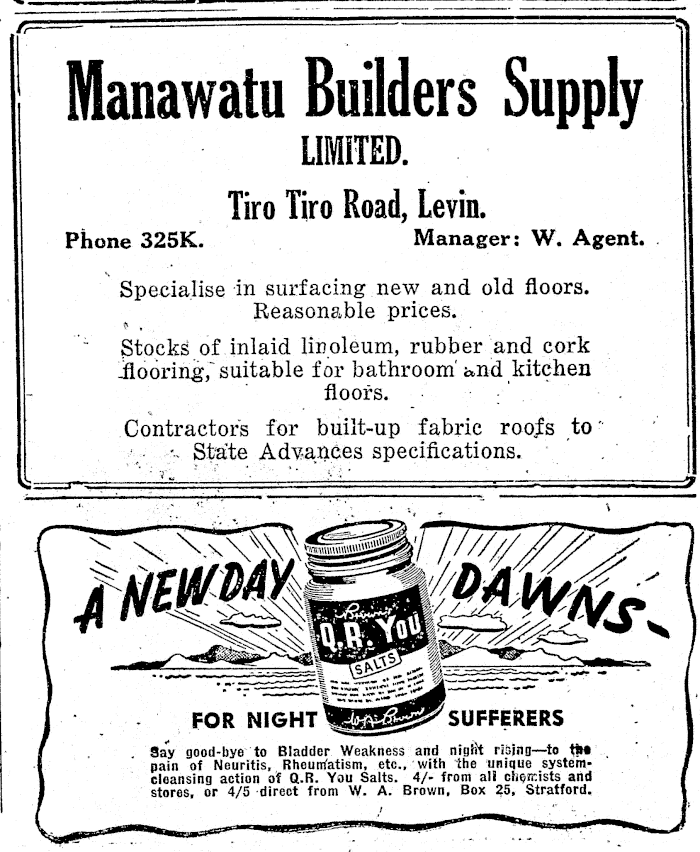 Manawatu Builders Supply
LIMITED.
Tiro Tiro Road, Levin.
Phone 325K. Manager: W. Agent.
Specialise in surfacing new and old floors.
Reasonable prices.
Stocks of inlaid linoleum, rubber and cork
flooring, suitable for bathroom and kitchen
floors.
Contractors for built-up fabric roofs to
State Advances specifications.
A NEW DAY DAWNS-
Brown's
Q.R. YOU
SALTS
W. A. Brown
FOR NIGHT SUFFERERS
Say good-bye to Bladder Weakness and night rising—to the
pain of Neuritis, Rheumatism, etc., with the unique system-
cleansing action of Q.R. You Salts. 4/- from all chemists and
stores, or 4/5 direct from W. A. Brown, Box 25, Stratford.